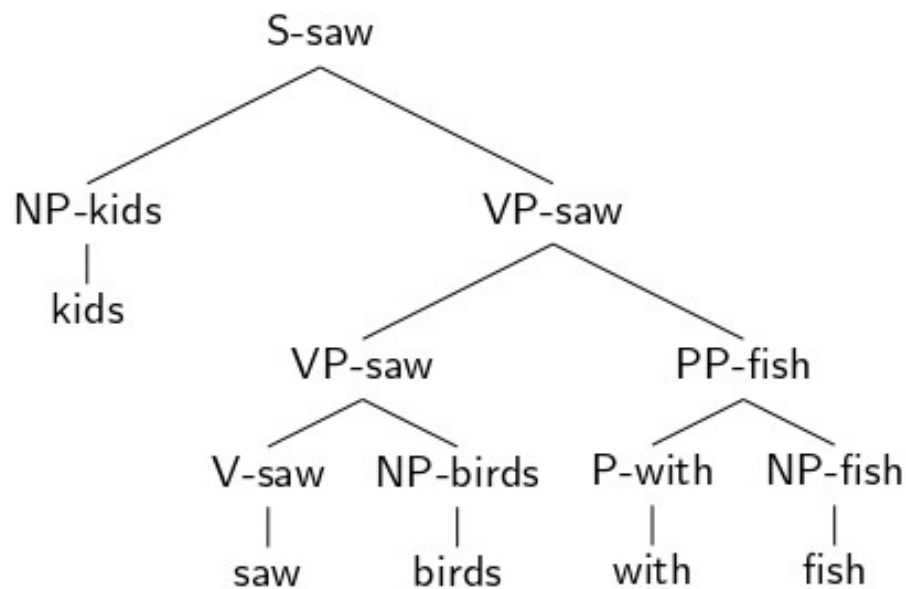 S-saw
NP-kids VP-saw
kids
VP-saw PP-fish
V-saw NP-birds P-with NP-fish
saw birds with fish